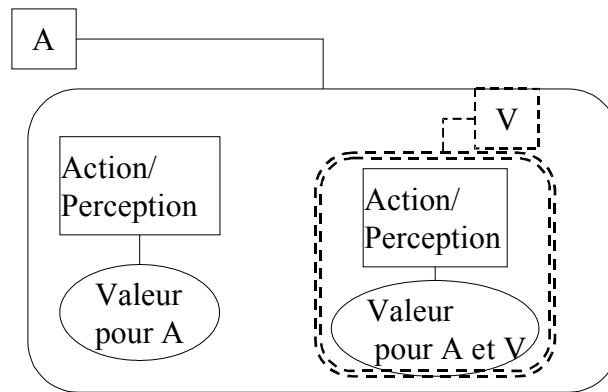 A
V
Action/
Perception
Valeur
pour A
Action/
Perception
Valeur
pour A et V